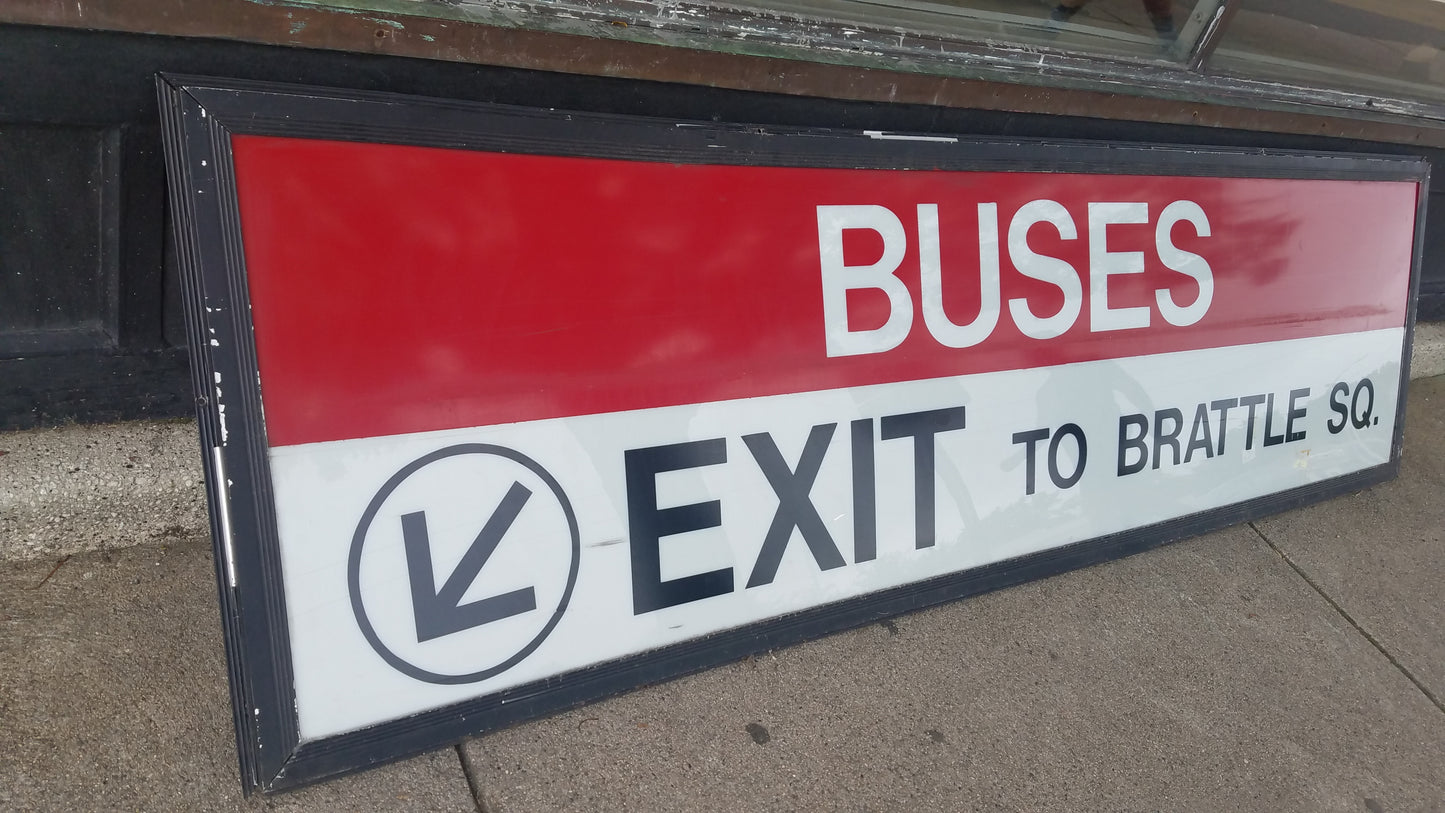 BUSES
EXIT TO BRATTLE SQ.